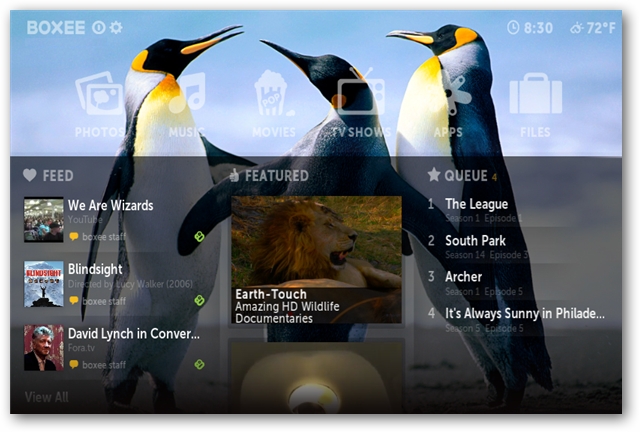 BOXEE
8:30
72°F
PHOTOS
MUSIC
MOVIES
TV SHOWS
APPS
FILES
POP
FEED
We Are Wizards
YouTube
boxee staff
Blindsight
Directed by Lucy Walker (2006)
boxee staff
BLINDSIGHT
David Lynch in Conver...
Fora.tv
boxee staff
View All
FEATURED
Earth-Touch
Amazing HD Wildlife
Documentaries
QUEUE 4
1 The League
Season 1 Episode 1
2 South Park
Season 14 Episode 3
3 Archer
Season 1 Episode 5
4 It's Always Sunny in Philade...
Season 5 Episode 5